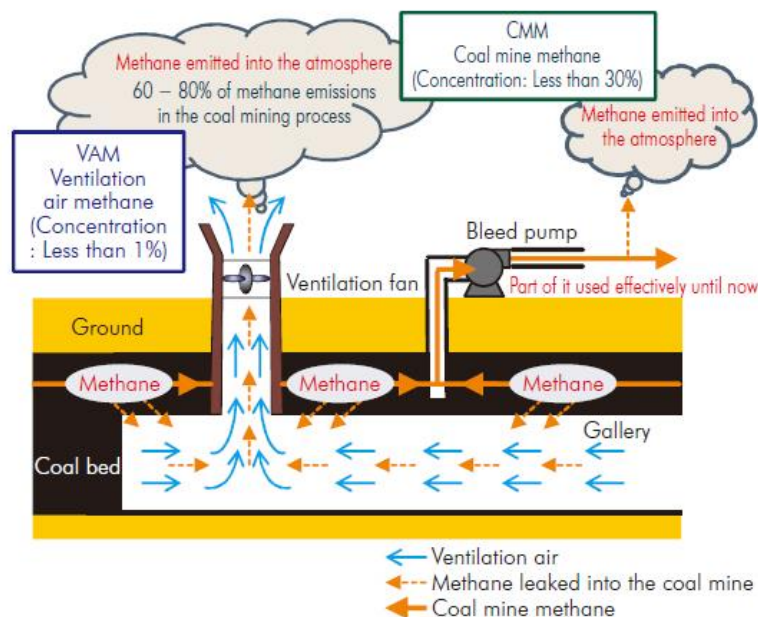 Methane emitted into the atmosphere
60 – 80% of methane emissions
in the coal mining process
CMM
Coal mine methane
(Concentration: Less than 30%)
Methane emitted into
the atmosphere
VAM
Ventilation
air methane
(Concentration
: Less than 1%)
Bleed pump
Ventilation fan
Part of it used effectively until now
Ground
Methane
Methane
Methane
Gallery
Coal bed
Ventilation air
Methane leaked into the coal mine
Coal mine methane